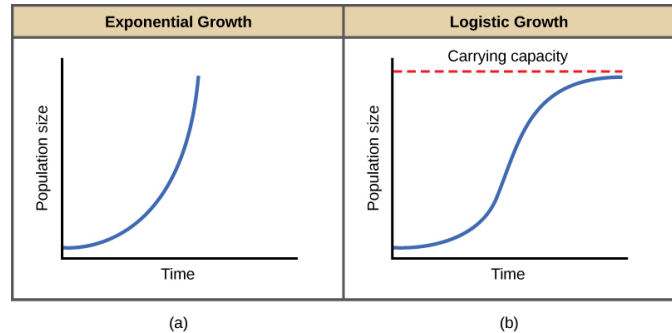 Exponential Growth
Logistic Growth
Population size
Time
Carrying capacity
Population size
Time
(a)
(b)